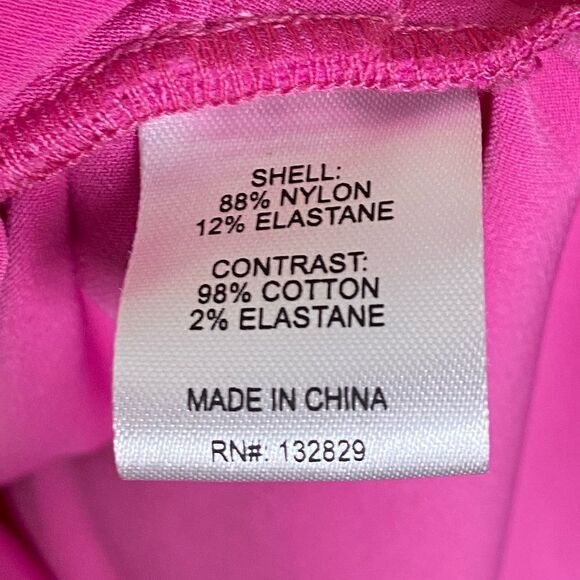 SHELL:
88% NYLON
12% ELASTANE
CONTRAST:
98% COTTON
2% ELASTANE
MADE IN CHINA
RN#: 132829